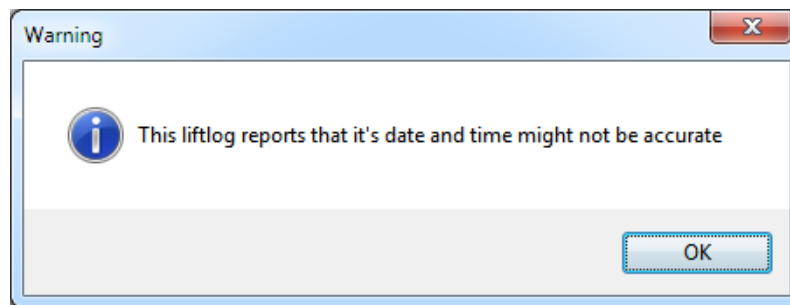 Warning
This liftlog reports that it's date and time might not be accurate
OK